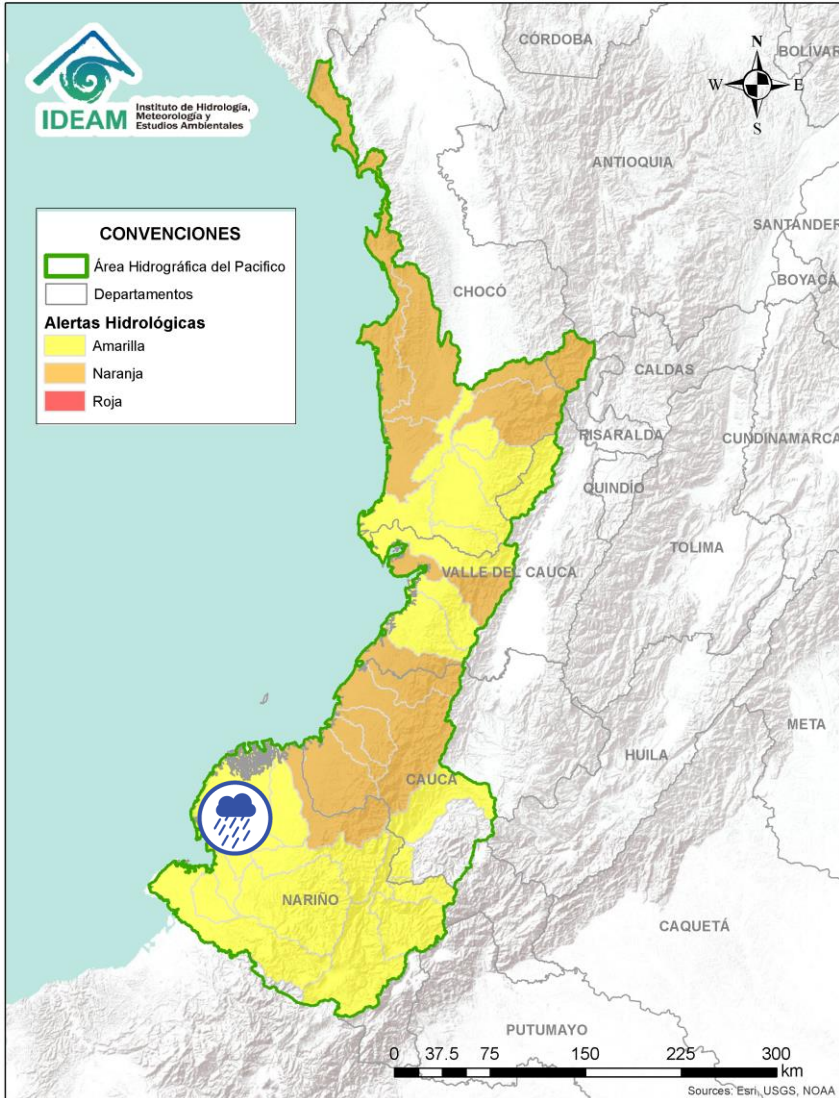 IDEAM
Instituto de Hidrología,
Meteorología y
Estudios Ambientales
CONVENCIONES
Área Hidrográfica del Pacifico
Departamentos
Alertas Hidrológicas
Amarilla
Naranja
Roja
N
W
E
S
CÓRDOBA
BOLÍVAR
ANTIOQUIA
SANTANDER
BOYACÁ
CHOCÓ
CALDAS
RISARALDA
CUNDINAMARCA
QUINDÍO
TOLIMA
VALLE DEL CAUCA
META
HUILA
CAUCA
NARIÑO
CAQUETÁ
PUTUMAYO
0 37.5 75 150 225 300
km
Sources: Esri, USGS, NOAA